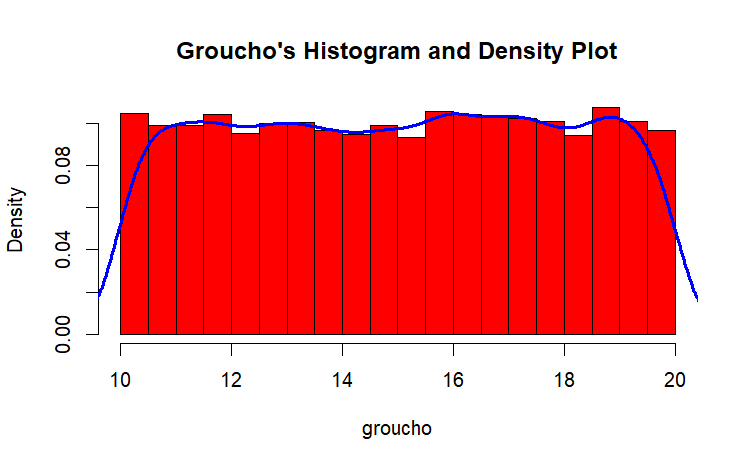 Groucho's Histogram and Density Plot
Density
0.08
0.04
0.00
10 12 14 16 18 20
groucho